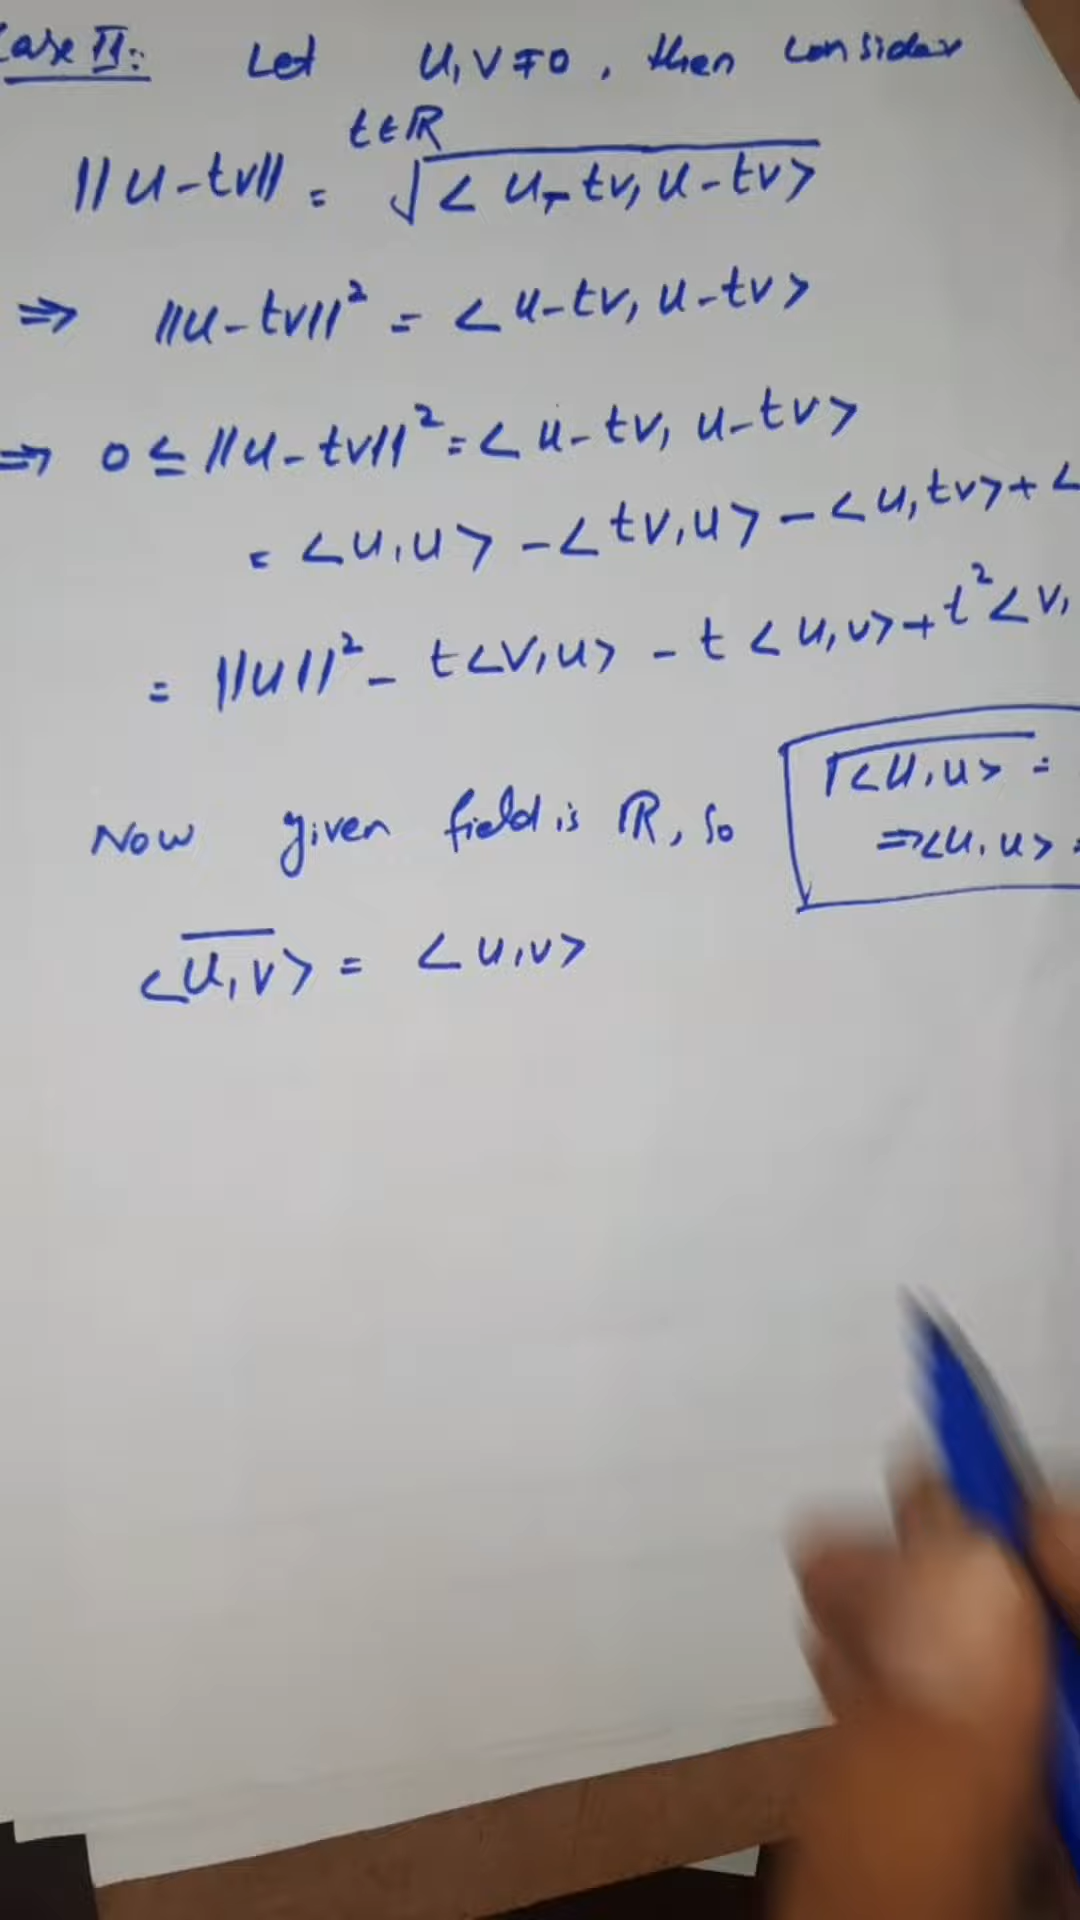 Case II: Let u, v ≠ 0, then consider
t ∈ ℝ
||u-tv|| = √<u-tv, u-tv>
⇒ ||u-tv||² = <u-tv, u-tv>
⇒ 0 ≤ ||u-tv||² = <u-tv, u-tv>
= <u,u> - <tv,u> - <u,tv> + <
= ||u||² - t<v,u> - t<u,v> + t²<v,
√<u,u> =
Now given field is ℝ, so
⇒<u,u> =
<u̅,̅v̅> = <u,v>